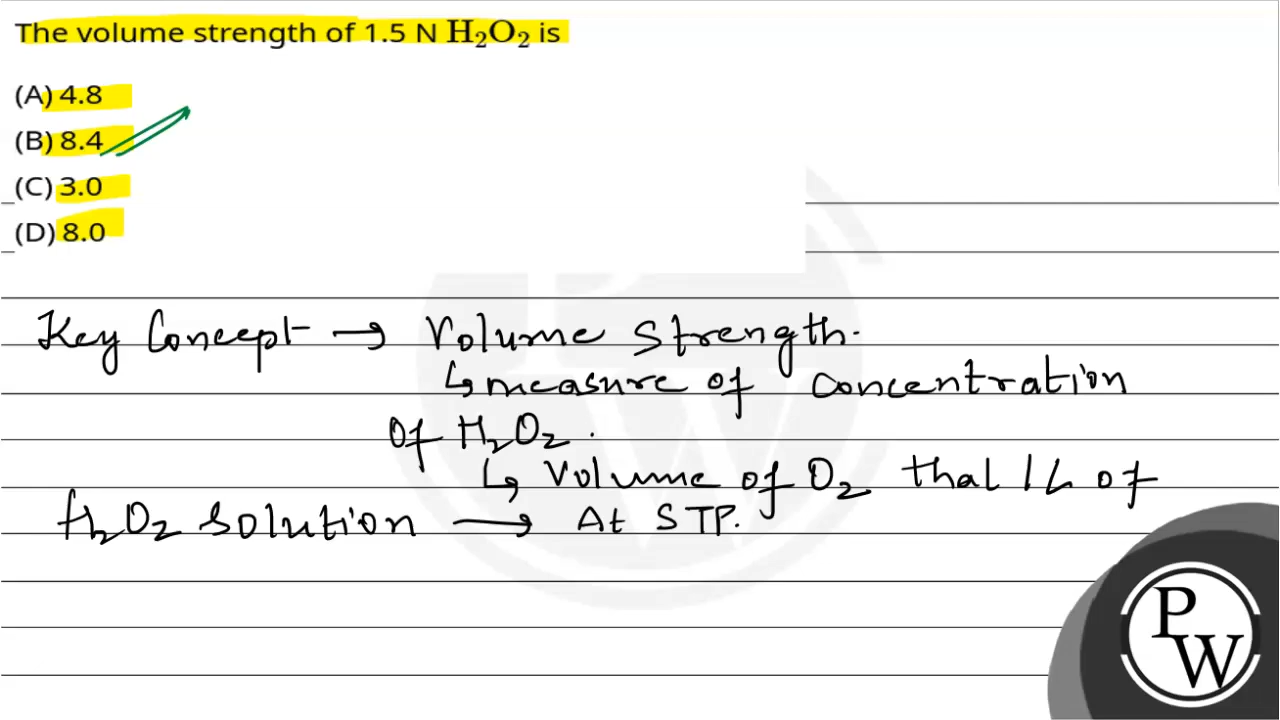 The volume strength of 1.5 N H₂O₂ is
(A) 4.8
(B) 8.4
(C) 3.0
(D) 8.0
Key Concept → Volume Strength.
↳ measure of concentration
of H₂O₂.
↳ Volume of O₂ that 1 L of
H₂O₂ solution → At STP.
P
W